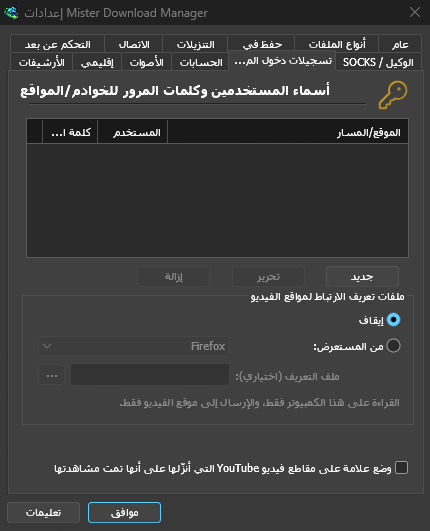 إعدادات Mister Download Manager
عام
أنواع الملفات
حفظ في
التنزيلات
الاتصال
التحكم عن بعد
الوكيل / SOCKS
تسجيلات دخول الم...
الحسابات
الأصوات
إقليمي
الأرشيفات
أسماء المستخدمين وكلمات المرور للخوادم/المواقع
الموقع/المسار
المستخدم
كلمة ا...
جديد
تحرير
إزالة
ملفات تعريف الارتباط لمواقع الفيديو
إيقاف
من المستعرض:
Firefox
ملف التعريف (اختياري):
...
القراءة على هذا الكمبيوتر فقط، والإرسال إلى موقع الفيديو فقط.
وضع علامة على مقاطع فيديو YouTube التي أنزّلها على أنها تمت مشاهدتها
موافق
تعليمات